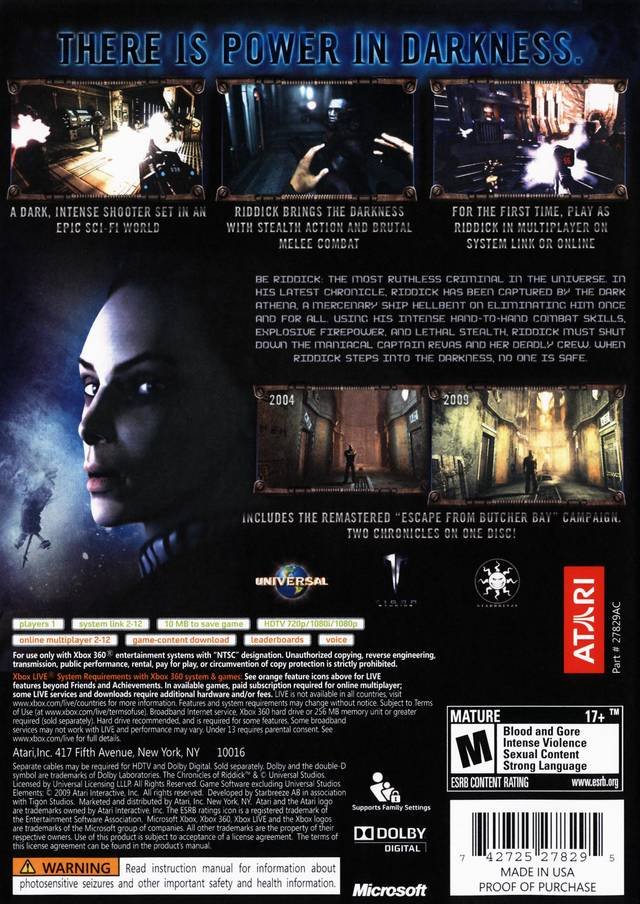 THERE IS POWER IN DARKNESS.
A DARK, INTENSE SHOOTER SET IN AN
EPIC SCI-FI WORLD
RIDDICK BRINGS THE DARKNESS
WITH STEALTH ACTION AND BRUTAL
MELEE COMBAT
FOR THE FIRST TIME, PLAY AS
RIDDICK IN MULTIPLAYER ON
SYSTEM LINK OR ONLINE
BE RIDDICK: THE MOST RUTHLESS CRIMINAL IN THE UNIVERSE. IN
HIS LATEST CHRONICLE, RIDDICK HAS BEEN CAPTURED BY THE DARK
ATHENA, A MERCENARY SHIP HELLBENT ON ELIMINATING HIM ONCE
AND FOR ALL. USING HIS INTENSE HAND-TO-HAND COMBAT SKILLS,
EXPLOSIVE FIREPOWER, AND LETHAL STEALTH, RIDDICK MUST SHUT
DOWN THE MANIACAL CAPTAIN REVAS AND HER DEADLY CREW. WHEN
RIDDICK STEPS INTO THE DARKNESS, NO ONE IS SAFE.
2004
2009
INCLUDES THE REMASTERED "ESCAPE FROM BUTCHER BAY" CAMPAIGN.
TWO CHRONICLES ON ONE DISC!
UNIVERSAL
TIGON
STARBREEZE
ATARI
Part # 27829AC
players 1
system link 2-12
10 MB to save game
HDTV 720p/1080i/1080p
online multiplayer 2-12
game-content download
leaderboards
voice
For use only with Xbox 360® entertainment systems with "NTSC" designation. Unauthorized copying, reverse engineering,
transmission, public performance, rental, pay for play, or circumvention of copy protection is strictly prohibited.
Xbox LIVE® System Requirements with Xbox 360 system & games: See orange feature icons above for LIVE
features beyond Friends and Achievements. In available games, paid subscription required for online multiplayer;
some LIVE services and downloads require additional hardware and/or fees. LIVE is not available in all countries, visit
www.xbox.com/live/countries for more information. Features and system requirements may change without notice. Subject to Terms
of Use (at www.xbox.com/live/termsofuse). Broadband Internet service, Xbox 360 hard drive or 256 MB memory unit or greater
required (sold separately). Hard drive recommended, and is required for some features. Some broadband
services may not work with LIVE and performance may vary. Under 13 requires parental consent. See
www.xbox.com/live for full details.
Atari, Inc. 417 Fifth Avenue, New York, NY 10016
Separate cables may be required for HDTV and Dolby Digital. Sold separately. Dolby and the double-D
symbol are trademarks of Dolby Laboratories. The Chronicles of Riddick™ & © Universal Studios.
Licensed by Universal Licensing LLLP. All Rights Reserved. Game Software excluding Universal Studios
Elements: © 2009 Atari Interactive, Inc. All rights reserved. Developed by Starbreeze AB in association
with Tigon Studios. Marketed and distributed by Atari, Inc. New York, NY. Atari and the Atari logo
are trademarks owned by Atari Interactive, Inc. The ESRB ratings icon is a registered trademark of
the Entertainment Software Association. Microsoft, Xbox, Xbox 360, Xbox LIVE and the Xbox logos
are trademarks of the Microsoft group of companies. All other trademarks are the property of their
respective owners. Use of this product is subject to acceptance of a license agreement. The terms of
this license agreement can be found in the product's manual.
WARNING Read instruction manual for information about
photosensitive seizures and other important safety and health information.
Supports Family Settings
DOLBY
DIGITAL
Microsoft
MATURE 17+ ™
M
Blood and Gore
Intense Violence
Sexual Content
Strong Language
ESRB CONTENT RATING www.esrb.org
7 42725 27829 5
MADE IN USA
PROOF OF PURCHASE